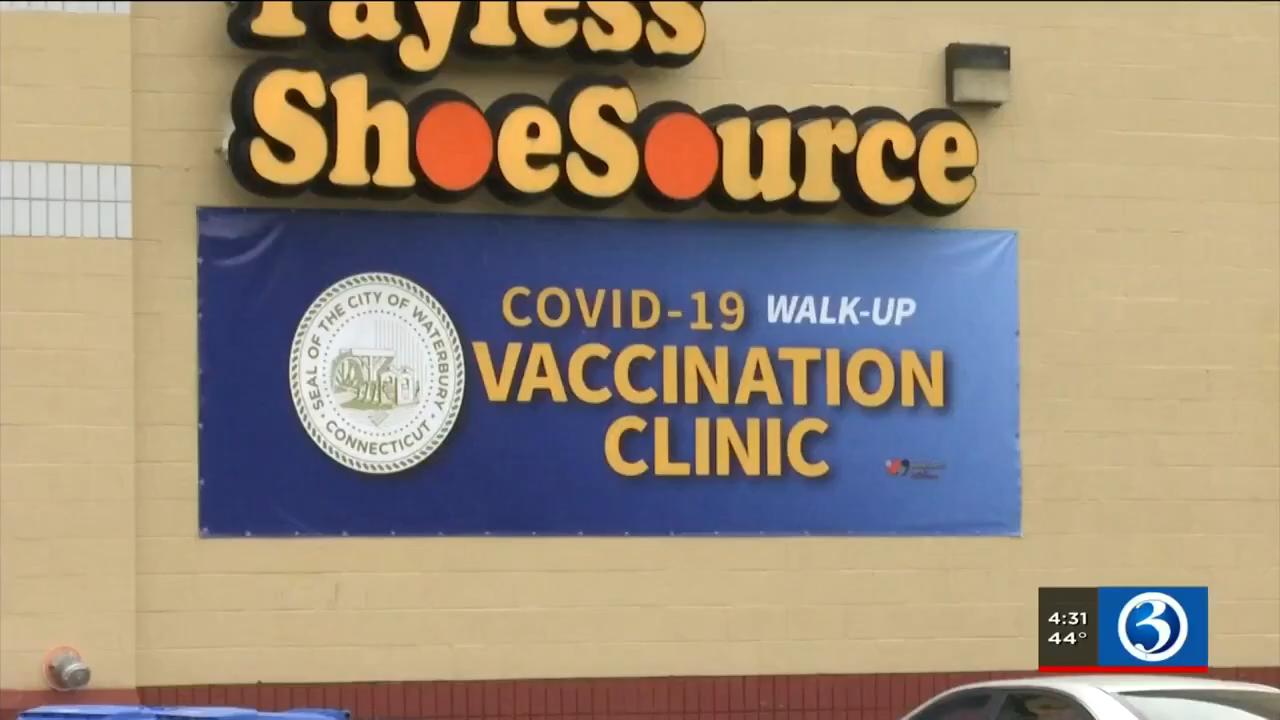 Payless
ShoeSource
COVID-19 WALK-UP
VACCINATION
CLINIC
SEAL OF THE CITY OF WATERBURY
· CONNECTICUT ·
4:31
44°
3